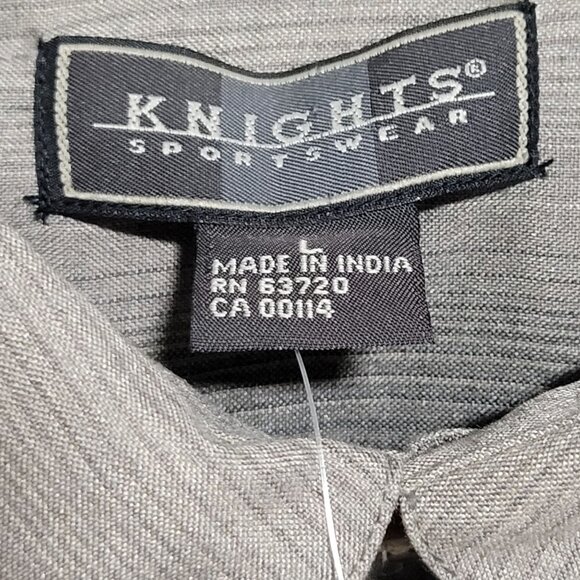 KNIGHTS®
SPORTSWEAR
L
MADE IN INDIA
RN 63720
CA 00114